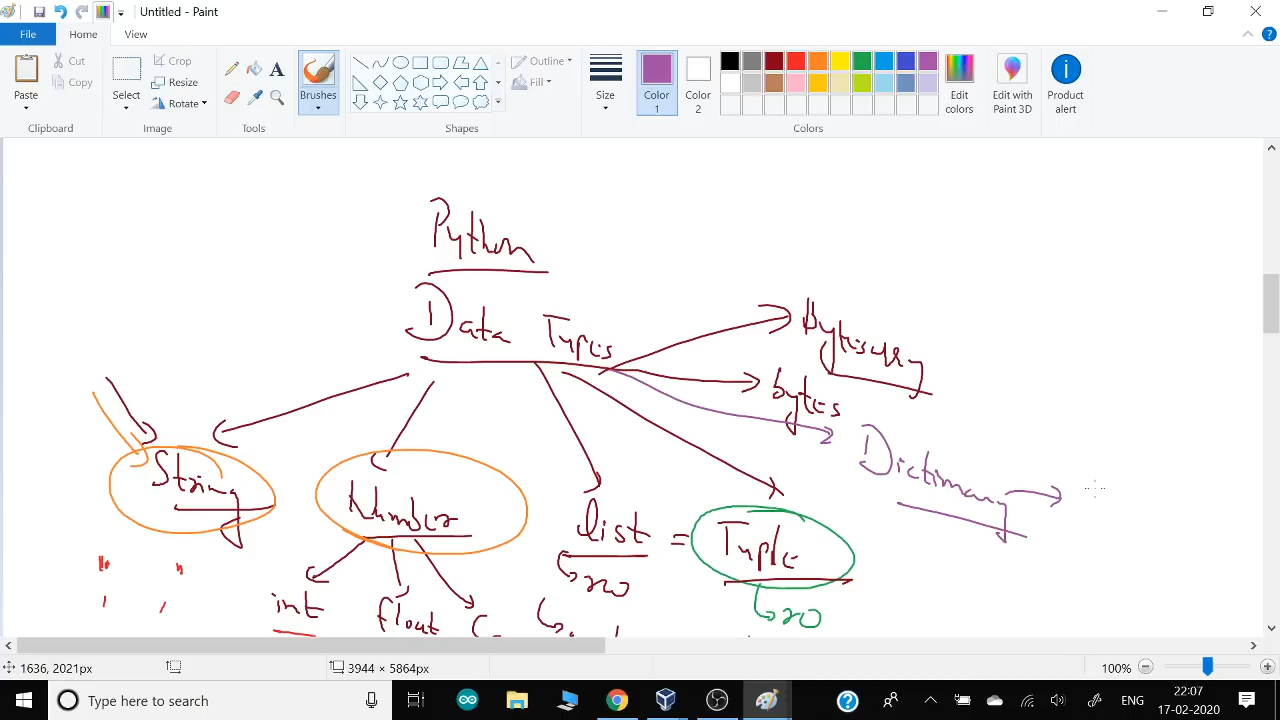 Untitled - Paint
File
Home
View
Paste
Cut
Copy
Clipboard
Select
Crop
Resize
Rotate
Image
Tools
Brushes
Shapes
Outline
Fill
Size
Color 1
Color 2
Colors
Edit colors
Edit with Paint 3D
Product alert
Python
Data Types
bytes
Dictionary
String
Number
list = Tuple
int
float
1636, 2021px
3944 × 5864px
100%
Type here to search
ENG
22:07
17-02-2020